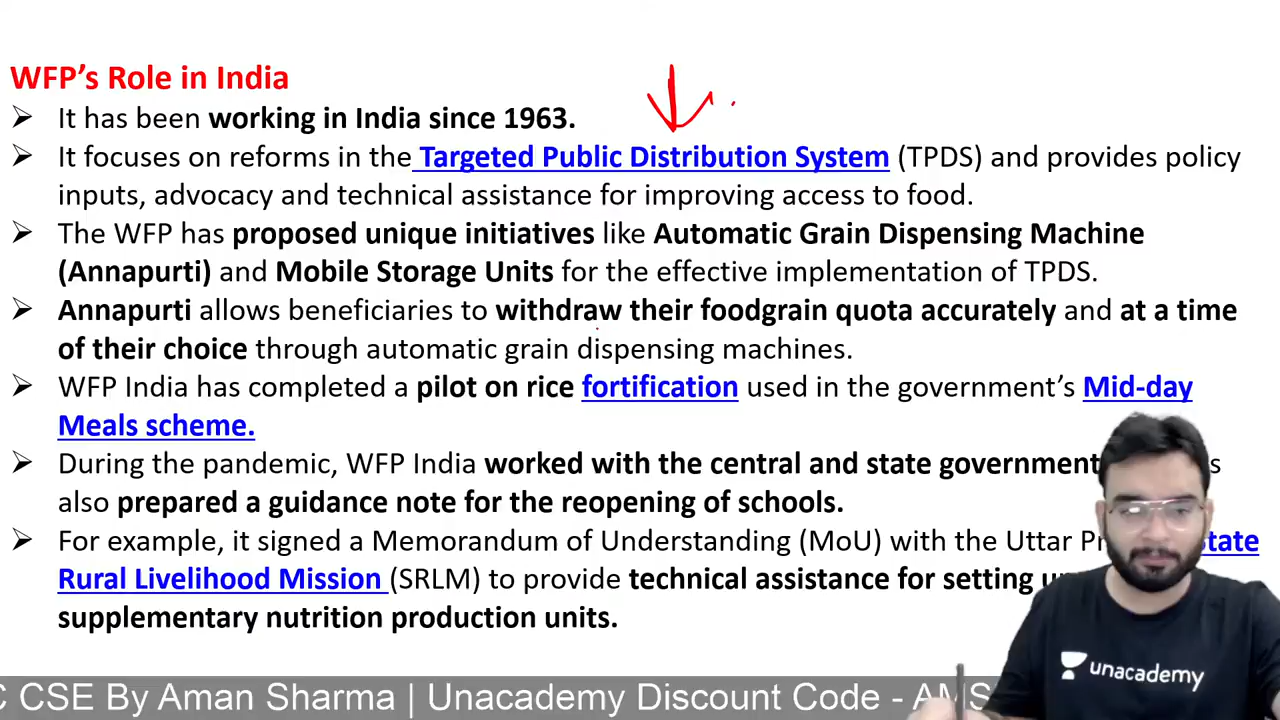 WFP's Role in India
➢ It has been working in India since 1963.
➢ It focuses on reforms in the Targeted Public Distribution System (TPDS) and provides policy
inputs, advocacy and technical assistance for improving access to food.
➢ The WFP has proposed unique initiatives like Automatic Grain Dispensing Machine
(Annapurti) and Mobile Storage Units for the effective implementation of TPDS.
➢ Annapurti allows beneficiaries to withdraw their foodgrain quota accurately and at a time
of their choice through automatic grain dispensing machines.
➢ WFP India has completed a pilot on rice fortification used in the government's Mid-day
Meals scheme.
➢ During the pandemic, WFP India worked with the central and state government
also prepared a guidance note for the reopening of schools.
➢ For example, it signed a Memorandum of Understanding (MoU) with the Uttar State
Rural Livelihood Mission (SRLM) to provide technical assistance for setting
supplementary nutrition production units.
unacademy
C CSE By Aman Sharma | Unacademy Discount Code - AMS